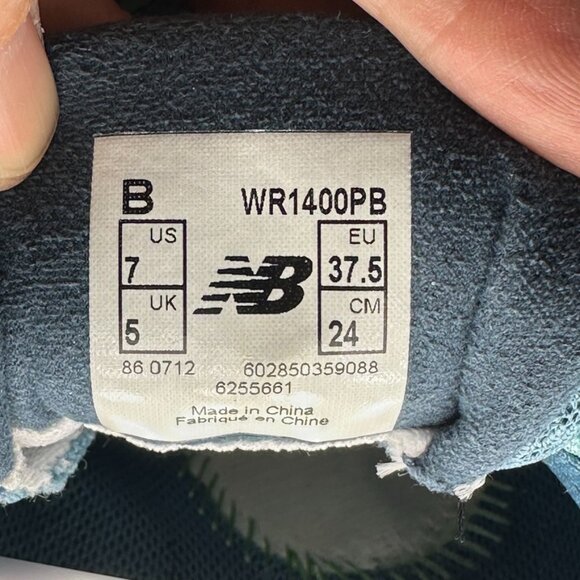 B WR1400PB
US EU
7 NB 37.5
UK CM
5 24
86 0712 602850359088
6255661
Made in China
Fabriqué en Chine